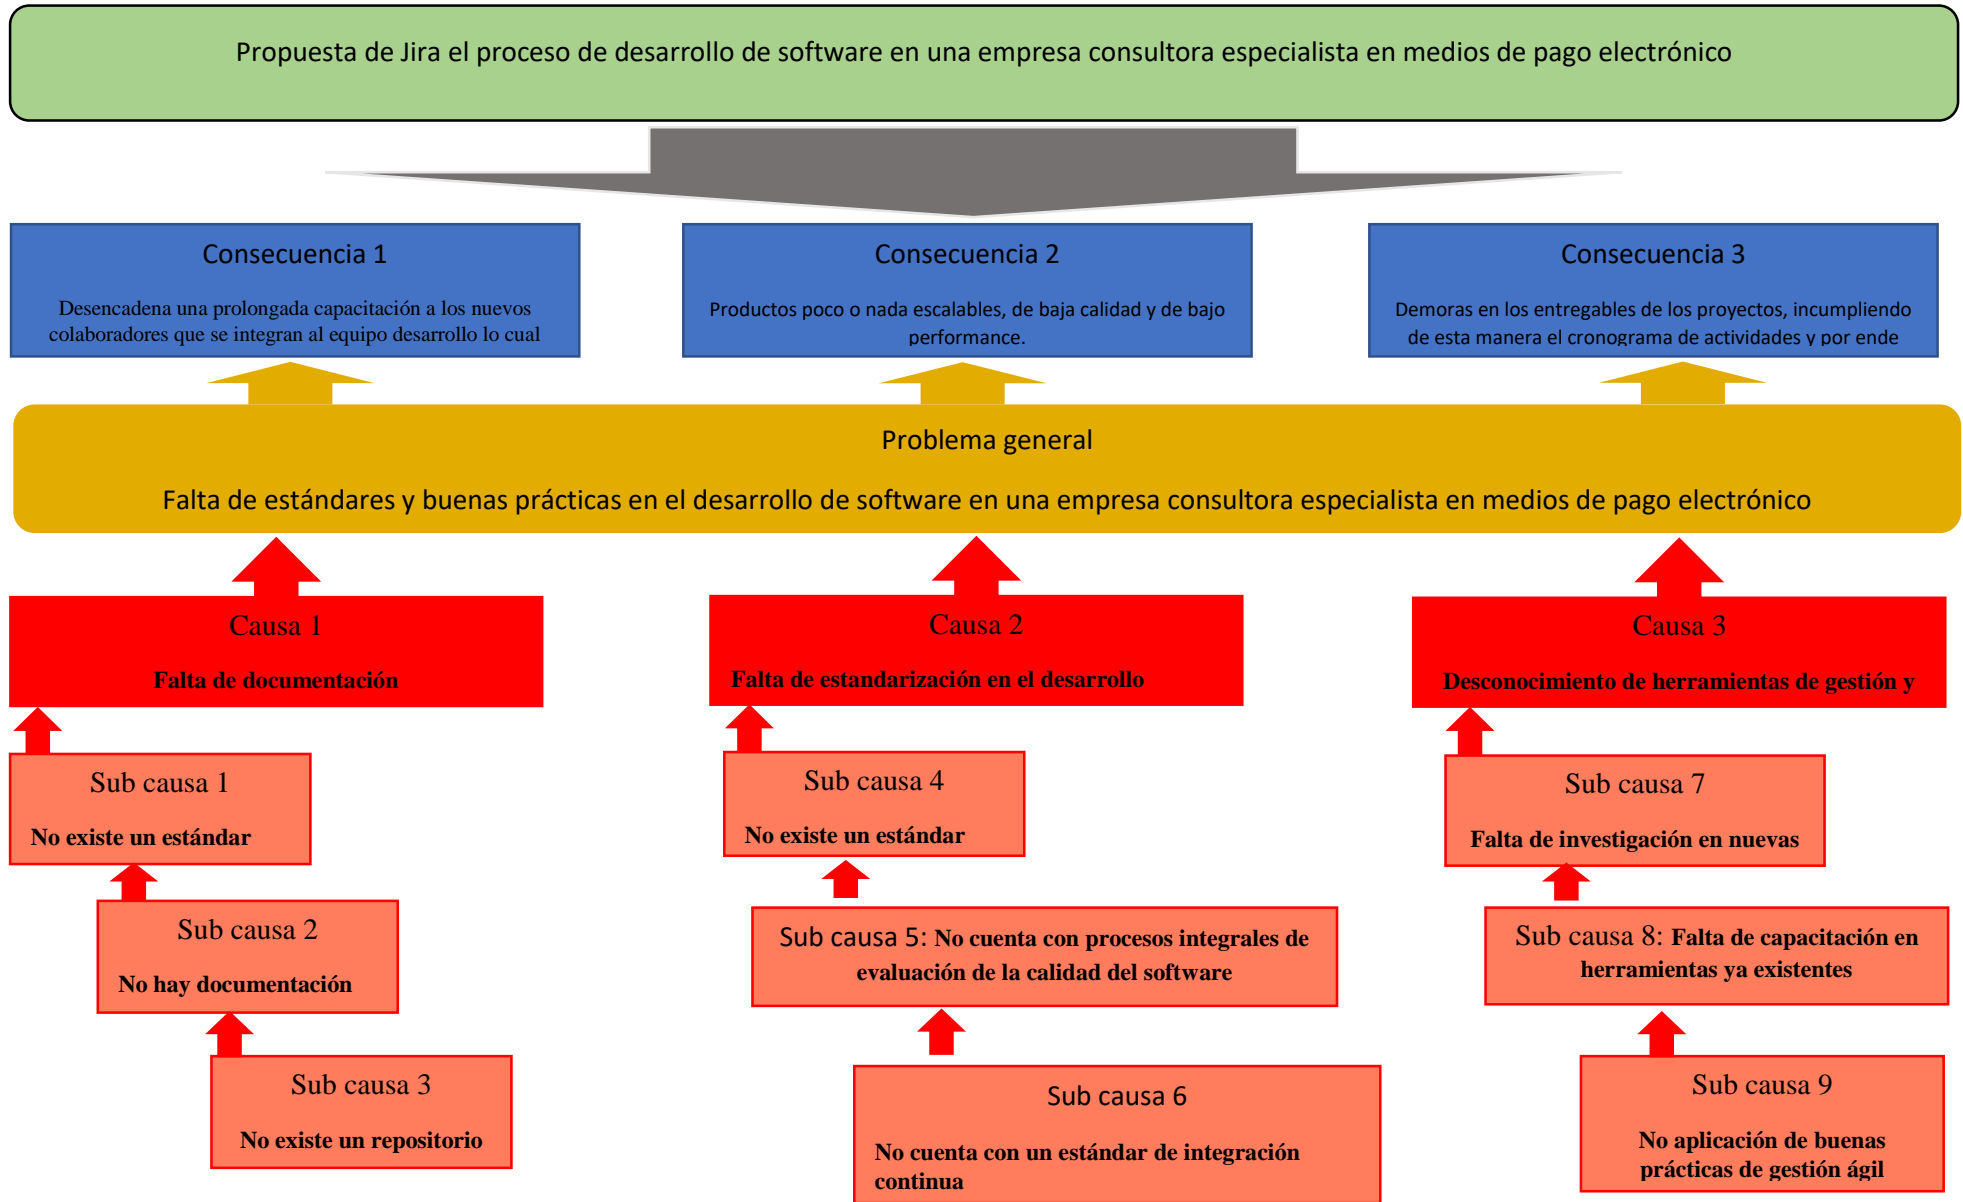 Propuesta de Jira el proceso de desarrollo de software en una empresa consultora especialista en medios de pago electrónico
Consecuencia 1
Desencadena una prolongada capacitación a los nuevos
colaboradores que se integran al equipo desarrollo lo cual
Consecuencia 2
Productos poco o nada escalables, de baja calidad y de bajo
performance.
Consecuencia 3
Demoras en los entregables de los proyectos, incumpliendo
de esta manera el cronograma de actividades y por ende
Problema general
Falta de estándares y buenas prácticas en el desarrollo de software en una empresa consultora especialista en medios de pago electrónico
Causa 1
Falta de documentación
Causa 2
Falta de estandarización en el desarrollo
Causa 3
Desconocimiento de herramientas de gestión y
Sub causa 1
No existe un estándar
Sub causa 4
No existe un estándar
Sub causa 7
Falta de investigación en nuevas
Sub causa 2
No hay documentación
Sub causa 5: No cuenta con procesos integrales de
evaluación de la calidad del software
Sub causa 8: Falta de capacitación en
herramientas ya existentes
Sub causa 3
No existe un repositorio
Sub causa 6
No cuenta con un estándar de integración
continua
Sub causa 9
No aplicación de buenas
prácticas de gestión ágil